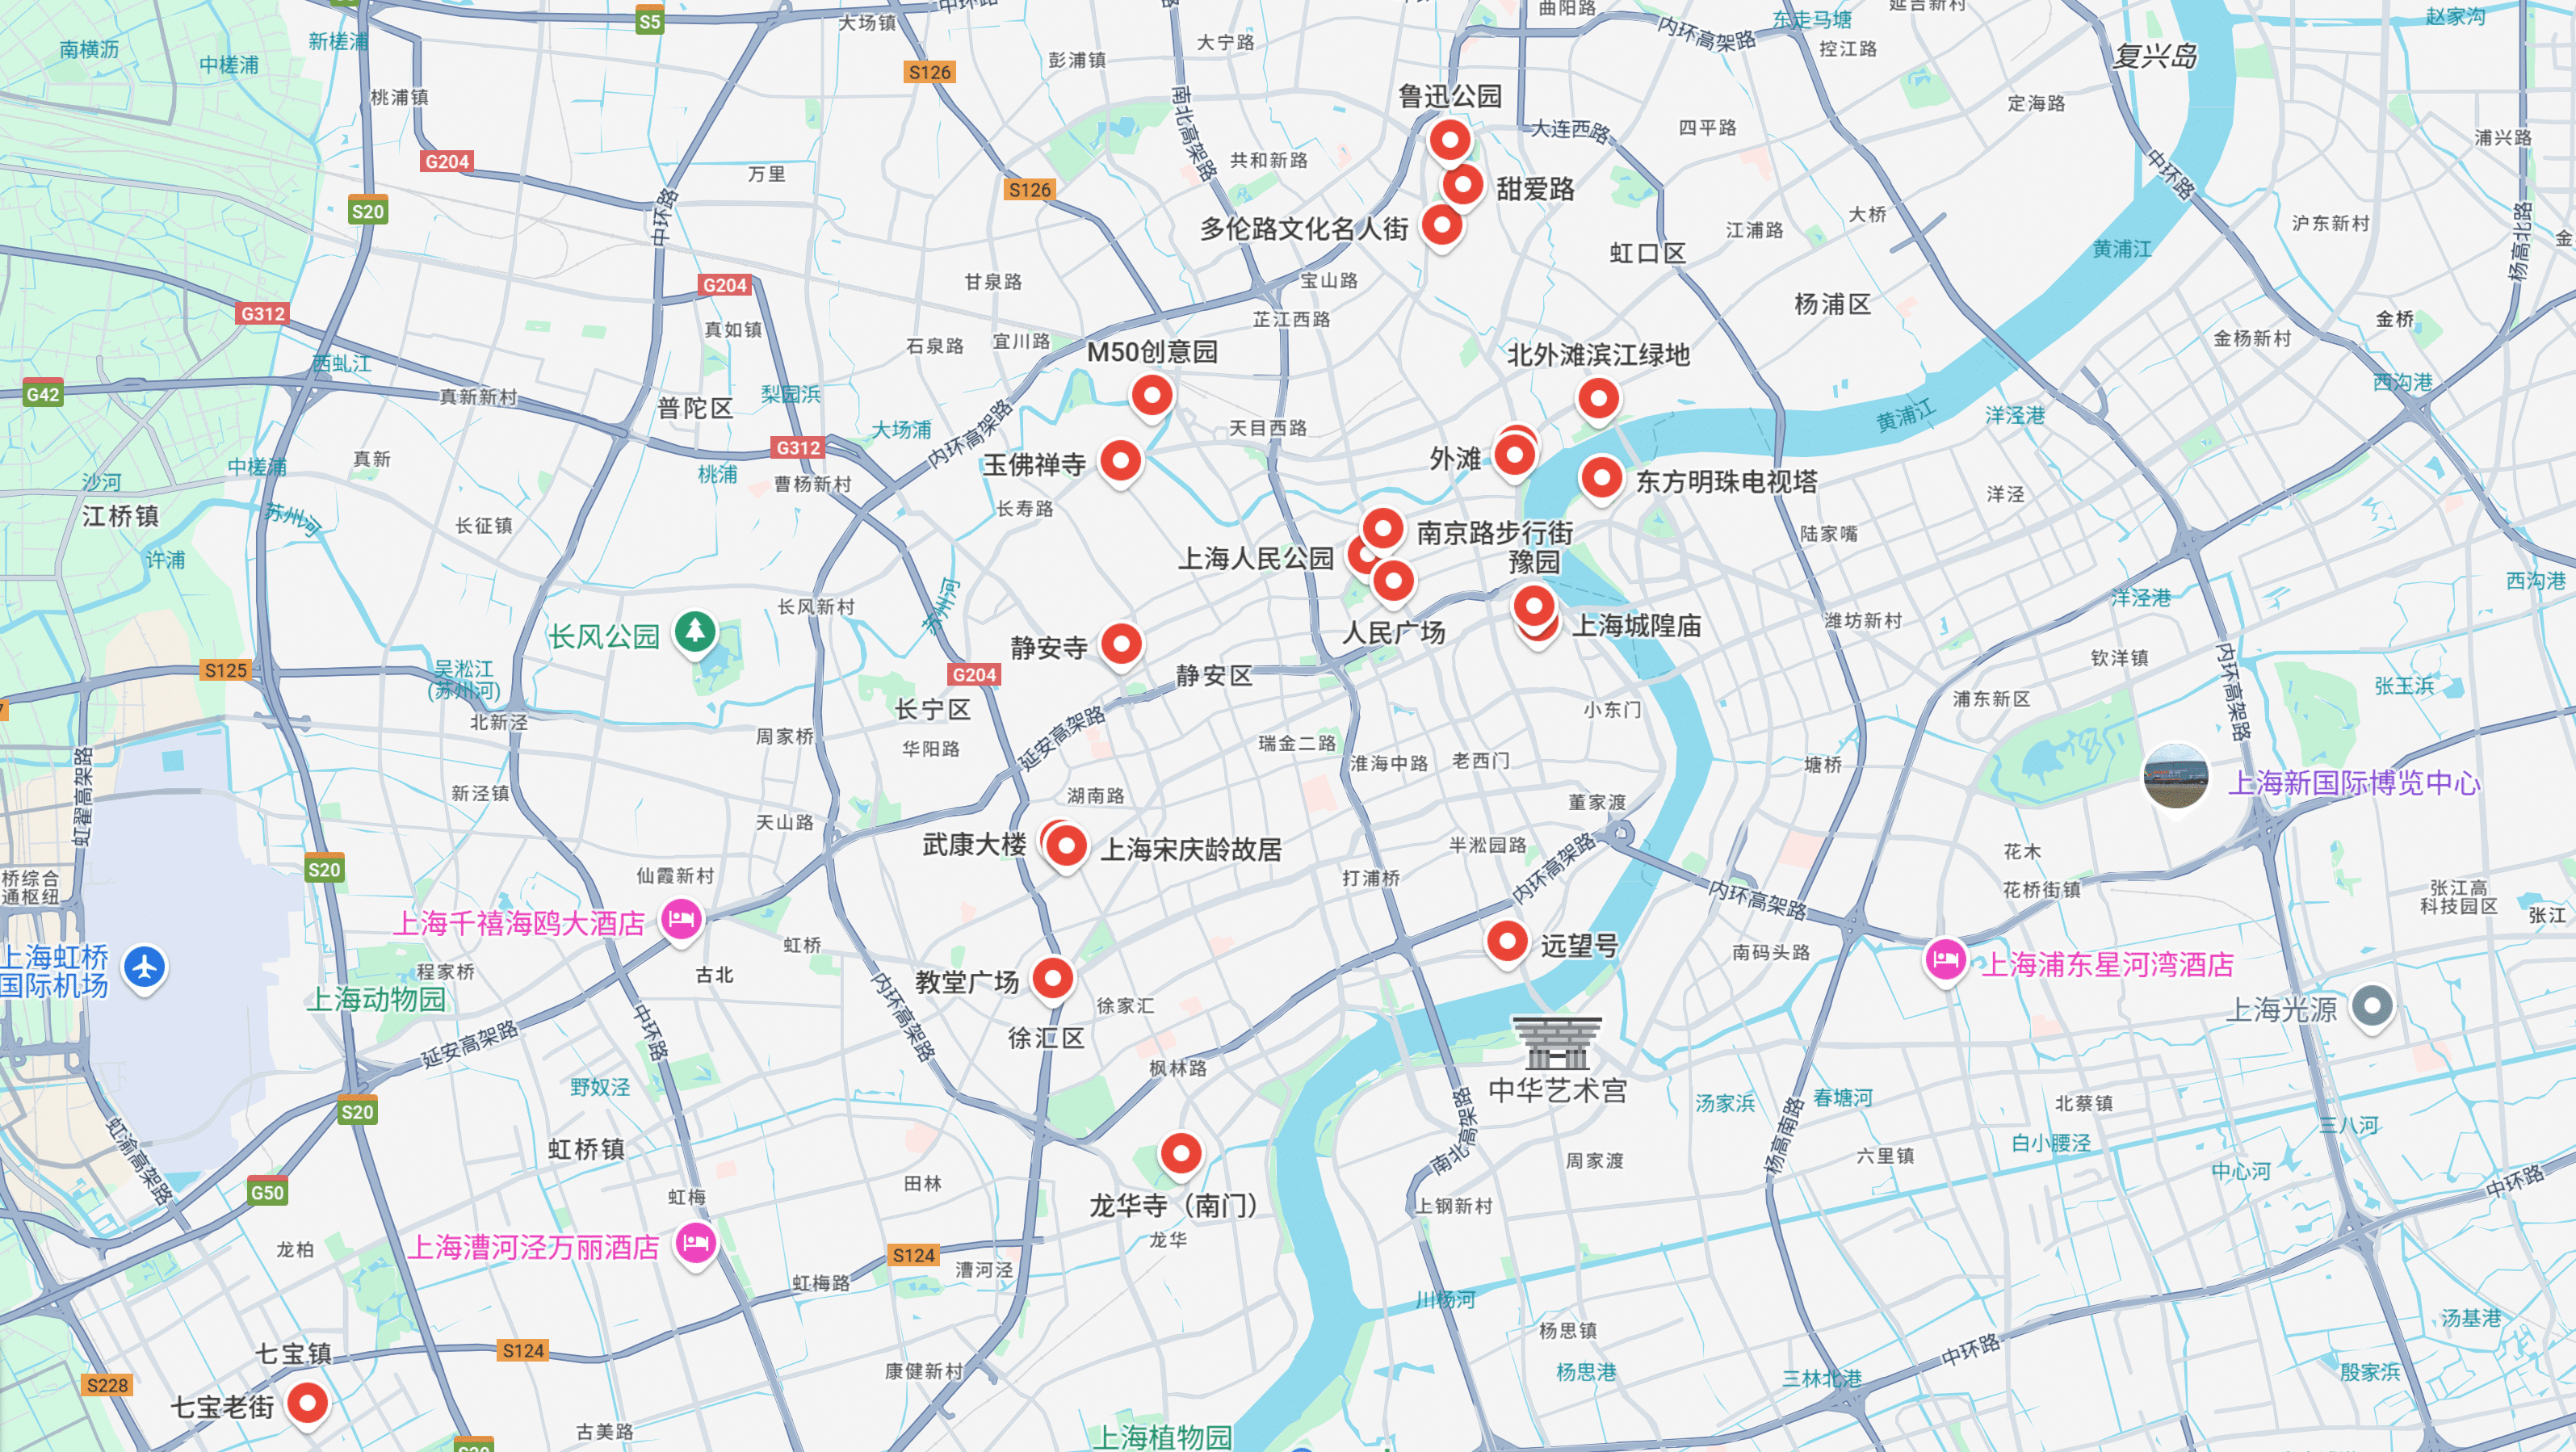 S5
大场镇
中环路
曲阳路
延吉新村
赵家沟
南横沥
新槎浦
中槎浦
大宁路
彭浦镇
内环高架路
东走马塘
控江路
复兴岛
S126
桃浦镇
鲁迅公园
南北高架路
定海路
大连西路
四平路
浦兴路
G204
万里
共和新路
S126
中环路
甜爱路
S20
中环路
多伦路文化名人街
江浦路
大桥
沪东新村
虹口区
黄浦江
杨高北路
G204
甘泉路
宝山路
G312
真如镇
芷江西路
杨浦区
金桥
金杨新村
石泉路
宜川路
M50创意园
北外滩滨江绿地
西虬江
G42
真新新村
普陀区
梨园浜
西沟港
大场浦
内环高架路
天目西路
黄浦江
洋泾港
G312
真新
中槎浦
桃浦
玉佛禅寺
外滩
沙河
曹杨新村
东方明珠电视塔
洋泾
江桥镇
苏州河
长征镇
长寿路
南京路步行街
陆家嘴
许浦
上海人民公园
豫园
西沟港
洋泾港
长风新村
苏州河
长风公园
静安寺
人民广场
上海城隍庙
潍坊新村
S125
吴淞江
(苏州河)
G204
静安区
钦洋镇
内环高架路
张王浜
长宁区
小东门
浦东新区
北新泾
周家桥
华阳路
延安高架路
瑞金二路
淮海中路
老西门
塘桥
上海新国际博览中心
虹翟高架路
新泾镇
湖南路
董家渡
天山路
武康大楼
上海宋庆龄故居
半淞园路
花木
S20
仙霞新村
打浦桥
内环高架路
内环高架路
花桥街镇
桥综合
通枢纽
张江高
科技园区
张江
上海千禧海鸥大酒店
虹桥
远望号
南码头路
上海虹桥
国际机场
程家桥
古北
教堂广场
上海浦东星河湾酒店
上海动物园
徐家汇
上海光源
延安高架路
中环路
内环高架路
徐汇区
枫林路
中华艺术宫
野奴泾
汤家浜
春塘河
北蔡镇
S20
南北高架路
杨高南路
三八河
虹渝高架路
虹桥镇
白小腰泾
周家渡
六里镇
中心河
中环路
G50
田林
虹梅
龙华寺（南门）
上钢新村
龙华
龙柏
上海漕河泾万丽酒店
S124
漕河泾
虹梅路
川杨河
汤基港
七宝镇
S124
杨思镇
中环路
康健新村
杨思港
三林北港
殷家浜
S228
七宝老街
古美路
上海植物园